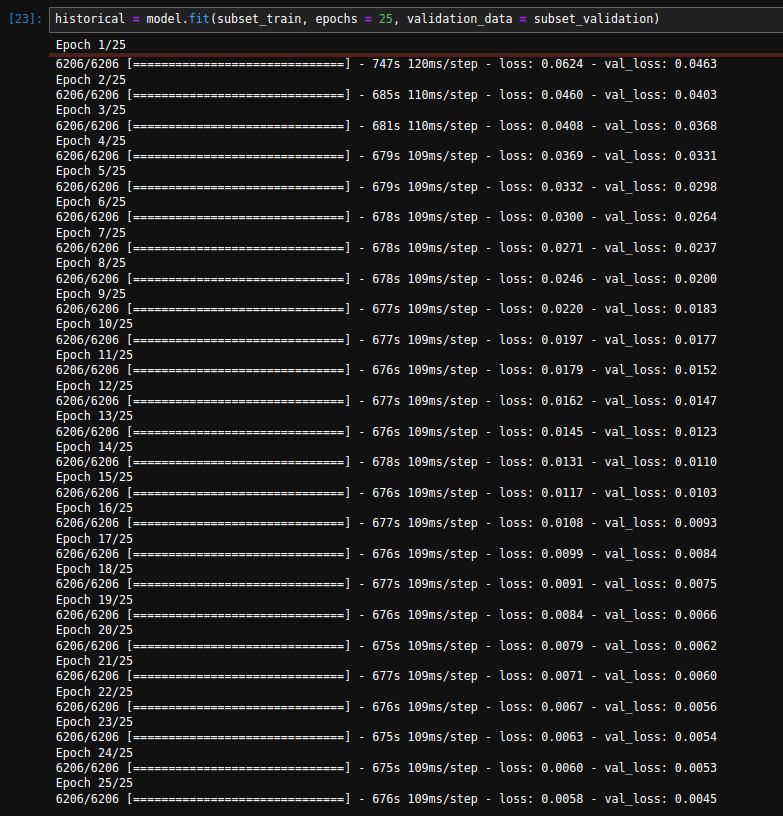 [23]: historical = model.fit(subset_train, epochs = 25, validation_data = subset_validation)
Epoch 1/25
6206/6206 [==============================] - 747s 120ms/step - loss: 0.0624 - val_loss: 0.0463
Epoch 2/25
6206/6206 [==============================] - 685s 110ms/step - loss: 0.0460 - val_loss: 0.0403
Epoch 3/25
6206/6206 [==============================] - 681s 110ms/step - loss: 0.0408 - val_loss: 0.0368
Epoch 4/25
6206/6206 [==============================] - 679s 109ms/step - loss: 0.0369 - val_loss: 0.0331
Epoch 5/25
6206/6206 [==============================] - 679s 109ms/step - loss: 0.0332 - val_loss: 0.0298
Epoch 6/25
6206/6206 [==============================] - 678s 109ms/step - loss: 0.0300 - val_loss: 0.0264
Epoch 7/25
6206/6206 [==============================] - 678s 109ms/step - loss: 0.0271 - val_loss: 0.0237
Epoch 8/25
6206/6206 [==============================] - 678s 109ms/step - loss: 0.0246 - val_loss: 0.0200
Epoch 9/25
6206/6206 [==============================] - 677s 109ms/step - loss: 0.0220 - val_loss: 0.0183
Epoch 10/25
6206/6206 [==============================] - 677s 109ms/step - loss: 0.0197 - val_loss: 0.0177
Epoch 11/25
6206/6206 [==============================] - 676s 109ms/step - loss: 0.0179 - val_loss: 0.0152
Epoch 12/25
6206/6206 [==============================] - 677s 109ms/step - loss: 0.0162 - val_loss: 0.0147
Epoch 13/25
6206/6206 [==============================] - 676s 109ms/step - loss: 0.0145 - val_loss: 0.0123
Epoch 14/25
6206/6206 [==============================] - 678s 109ms/step - loss: 0.0131 - val_loss: 0.0110
Epoch 15/25
6206/6206 [==============================] - 676s 109ms/step - loss: 0.0117 - val_loss: 0.0103
Epoch 16/25
6206/6206 [==============================] - 677s 109ms/step - loss: 0.0108 - val_loss: 0.0093
Epoch 17/25
6206/6206 [==============================] - 676s 109ms/step - loss: 0.0099 - val_loss: 0.0084
Epoch 18/25
6206/6206 [==============================] - 677s 109ms/step - loss: 0.0091 - val_loss: 0.0075
Epoch 19/25
6206/6206 [==============================] - 676s 109ms/step - loss: 0.0084 - val_loss: 0.0066
Epoch 20/25
6206/6206 [==============================] - 675s 109ms/step - loss: 0.0079 - val_loss: 0.0062
Epoch 21/25
6206/6206 [==============================] - 677s 109ms/step - loss: 0.0071 - val_loss: 0.0060
Epoch 22/25
6206/6206 [==============================] - 676s 109ms/step - loss: 0.0067 - val_loss: 0.0056
Epoch 23/25
6206/6206 [==============================] - 675s 109ms/step - loss: 0.0063 - val_loss: 0.0054
Epoch 24/25
6206/6206 [==============================] - 675s 109ms/step - loss: 0.0060 - val_loss: 0.0053
Epoch 25/25
6206/6206 [==============================] - 676s 109ms/step - loss: 0.0058 - val_loss: 0.0045